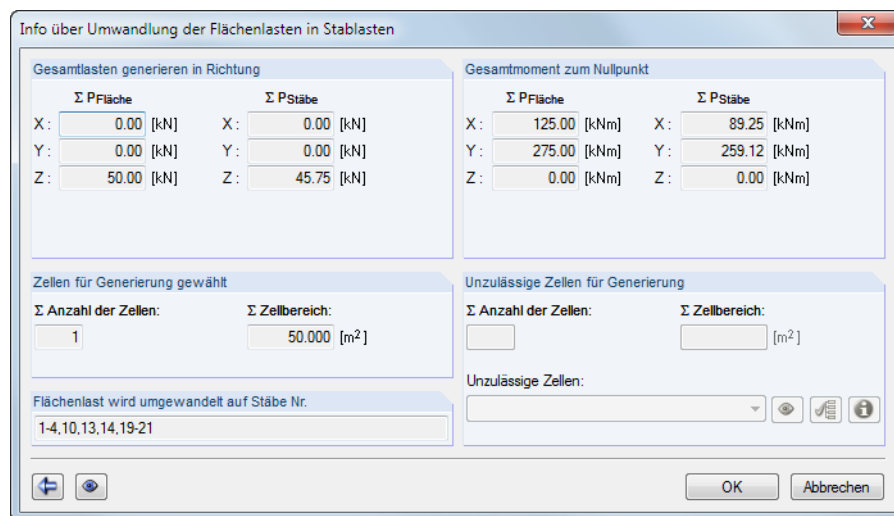 Info über Umwandlung der Flächenlasten in Stablasten
Gesamtlasten generieren in Richtung
Σ PFläche Σ PStäbe
X : 0.00 [kN] X : 0.00 [kN]
Y : 0.00 [kN] Y : 0.00 [kN]
Z : 50.00 [kN] Z : 45.75 [kN]
Gesamtmoment zum Nullpunkt
Σ PFläche Σ PStäbe
X : 125.00 [kNm] X : 89.25 [kNm]
Y : 275.00 [kNm] Y : 259.12 [kNm]
Z : 0.00 [kNm] Z : 0.00 [kNm]
Zellen für Generierung gewählt
Σ Anzahl der Zellen: Σ Zellbereich:
1 50.000 [m²]
Unzulässige Zellen für Generierung
Σ Anzahl der Zellen: Σ Zellbereich:
[m²]
Unzulässige Zellen:
Flächenlast wird umgewandelt auf Stäbe Nr.
1-4,10,13,14,19-21
OK Abbrechen